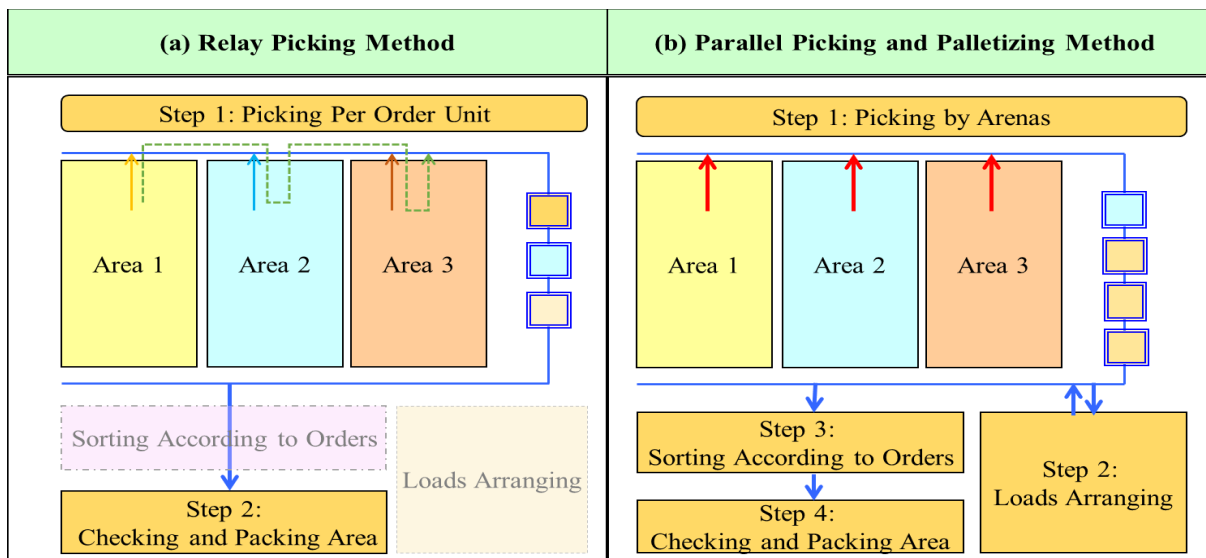 (a) Relay Picking Method
Step 1: Picking Per Order Unit
Area 1
Area 2
Area 3
Sorting According to Orders
Loads Arranging
Step 2:
Checking and Packing Area
(b) Parallel Picking and Palletizing Method
Step 1: Picking by Arenas
Area 1
Area 2
Area 3
Step 3:
Sorting According to Orders
Step 2:
Loads Arranging
Step 4:
Checking and Packing Area